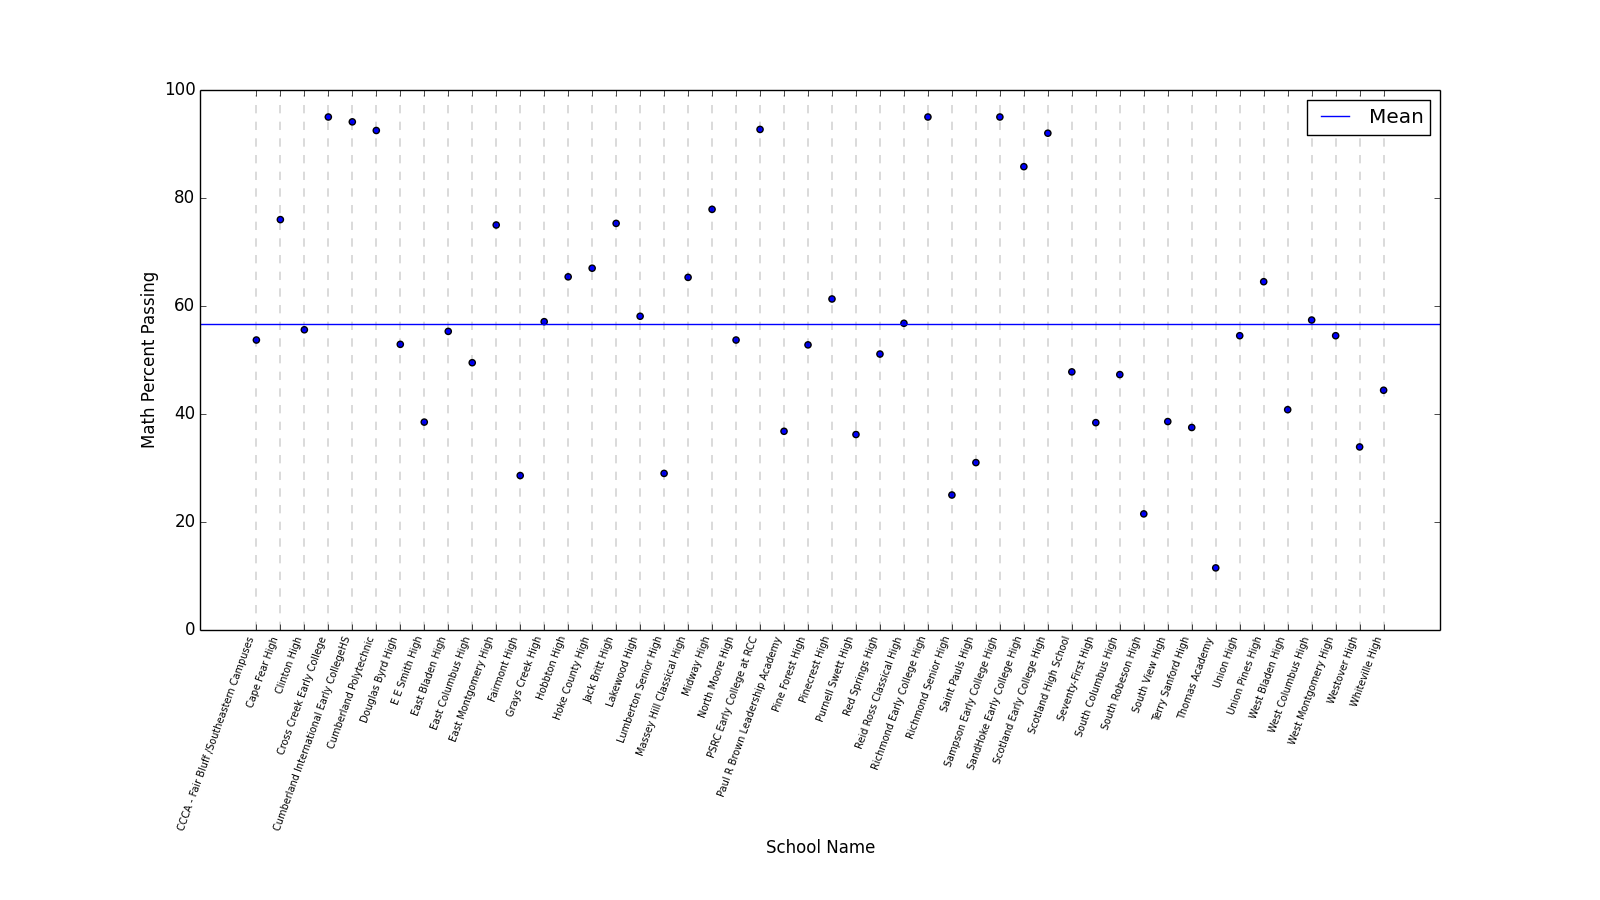 Mean
100
80
60
40
20
0
Math Percent Passing
CCCA - Fair Bluff /Southeastern Campuses
Cape Fear High
Clinton High
Cross Creek Early College
Cumberland International Early CollegeHS
Cumberland Polytechnic
Douglas Byrd High
E E Smith High
East Bladen High
East Columbus High
East Montgomery High
Fairmont High
Grays Creek High
Hobbton High
Hoke County High
Jack Britt High
Lakewood High
Lumberton Senior High
Massey Hill Classical High
Midway High
North Moore High
PSRC Early College at RCC
Paul R Brown Leadership Academy
Pine Forest High
Pinecrest High
Purnell Swett High
Red Springs High
Reid Ross Classical High
Richmond Early College High
Richmond Senior High
Saint Pauls High
Sampson Early College High
SandHoke Early College High
Scotland Early College High
Scotland High School
Seventy-First High
South Columbus High
South Robeson High
South View High
Terry Sanford High
Thomas Academy
Union High
Union Pines High
West Bladen High
West Columbus High
West Montgomery High
Westover High
Whiteville High
School Name